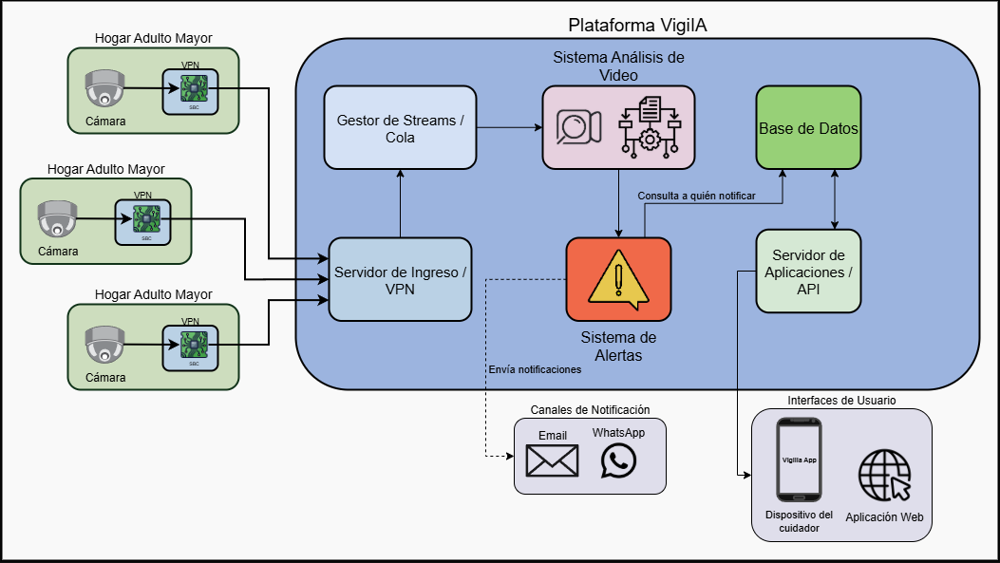 Plataforma VigilA
Hogar Adulto Mayor
VPN
SBC
Cámara
Hogar Adulto Mayor
VPN
SBC
Cámara
Hogar Adulto Mayor
VPN
SBC
Cámara
Gestor de Streams /
Cola
Servidor de Ingreso /
VPN
Sistema Análisis de
Video
Consulta a quién notificar
Sistema de
Alertas
Envía notificaciones
Base de Datos
Servidor de
Aplicaciones /
API
Canales de Notificación
Email
WhatsApp
Interfaces de Usuario
Vigilia App
Dispositivo del
cuidador
Aplicación Web